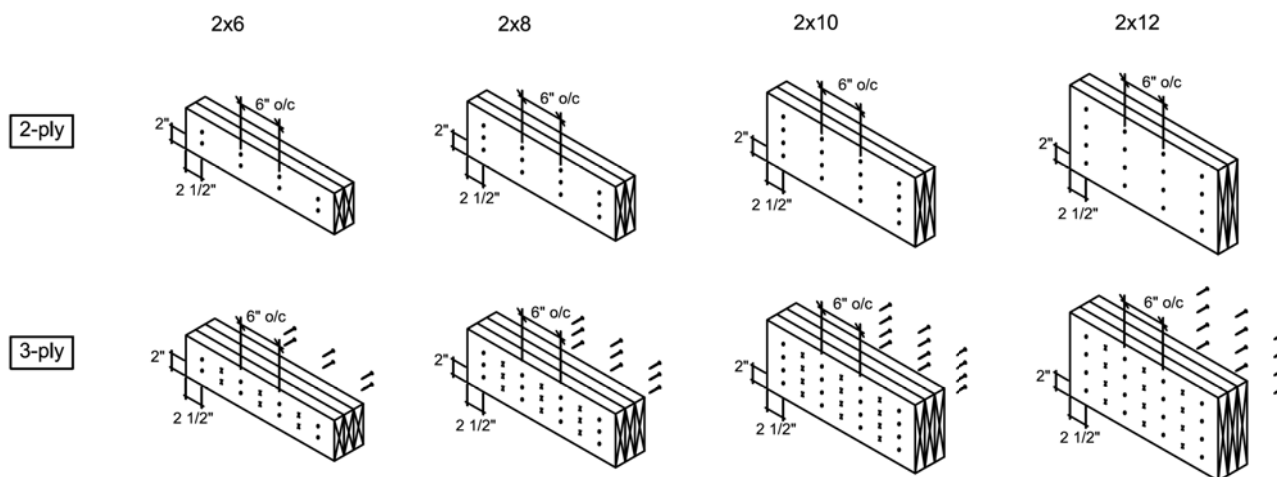 2x6 2x8 2x10 2x12
2-ply
6" o/c 6" o/c 6" o/c 6" o/c
2" 2" 2" 2"
2 1/2" 2 1/2" 2 1/2" 2 1/2"
3-ply
6" o/c 6" o/c 6" o/c 6" o/c
2" 2" 2" 2"
2 1/2" 2 1/2" 2 1/2" 2 1/2"